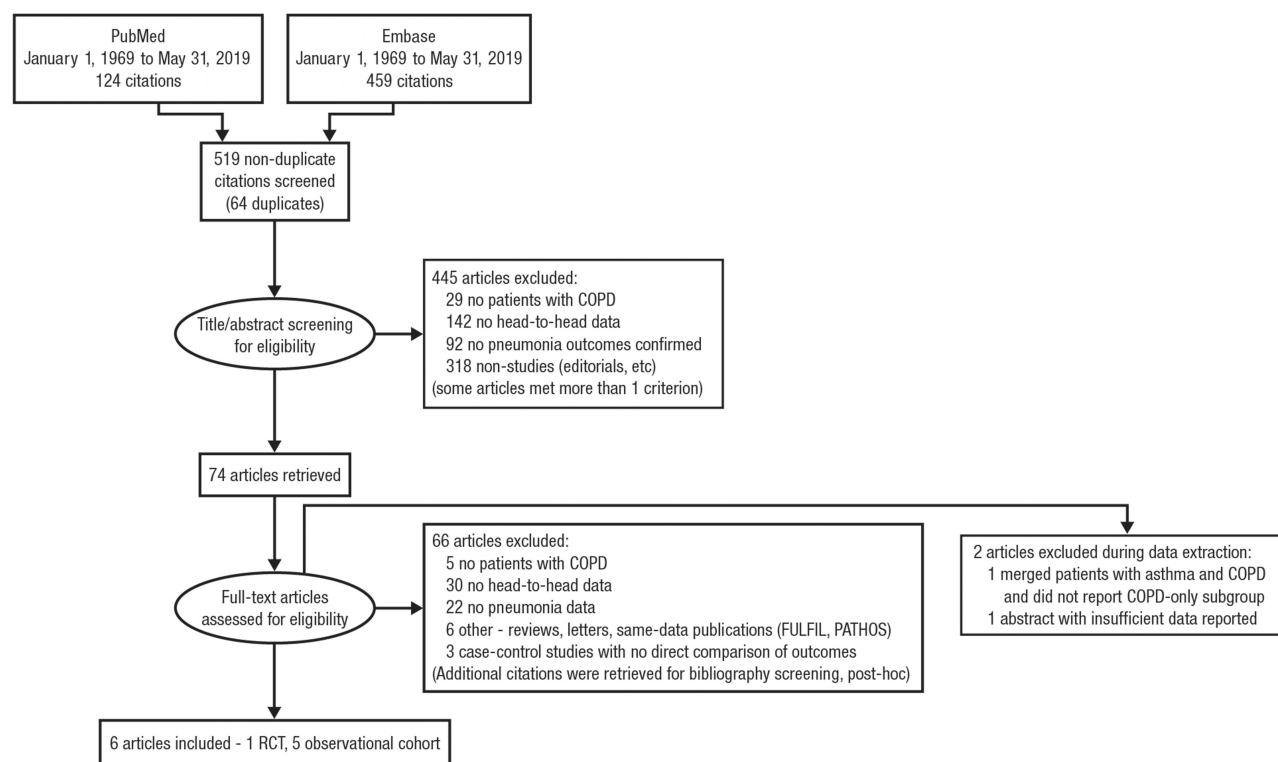 PubMed
January 1, 1969 to May 31, 2019
124 citations
Embase
January 1, 1969 to May 31, 2019
459 citations
519 non-duplicate
citations screened
(64 duplicates)
Title/abstract screening
for eligibility
445 articles excluded:
29 no patients with COPD
142 no head-to-head data
92 no pneumonia outcomes confirmed
318 non-studies (editorials, etc)
(some articles met more than 1 criterion)
74 articles retrieved
Full-text articles
assessed for eligibility
66 articles excluded:
5 no patients with COPD
30 no head-to-head data
22 no pneumonia data
6 other - reviews, letters, same-data publications (FULFIL, PATHOS)
3 case-control studies with no direct comparison of outcomes
(Additional citations were retrieved for bibliography screening, post-hoc)
2 articles excluded during data extraction:
1 merged patients with asthma and COPD
and did not report COPD-only subgroup
1 abstract with insufficient data reported
6 articles included - 1 RCT, 5 observational cohort